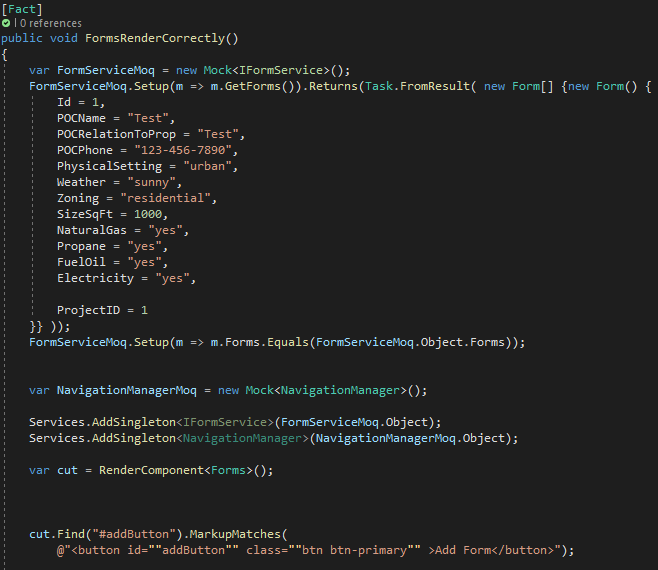 [Fact]
| 0 references
public void FormsRenderCorrectly()
{
var FormServiceMoq = new Mock<IFormService>();
FormServiceMoq.Setup(m => m.GetForms()).Returns(Task.FromResult( new Form[] {new Form() {
Id = 1,
POCName = "Test",
POCRelationToProp = "Test",
POCPhone = "123-456-7890",
PhysicalSetting = "urban",
Weather = "sunny",
Zoning = "residential",
SizeSqFt = 1000,
NaturalGas = "yes",
Propane = "yes",
FuelOil = "yes",
Electricity = "yes",
ProjectID = 1
}} ));
FormServiceMoq.Setup(m => m.Forms.Equals(FormServiceMoq.Object.Forms));
var NavigationManagerMoq = new Mock<NavigationManager>();
Services.AddSingleton<IFormService>(FormServiceMoq.Object);
Services.AddSingleton<NavigationManager>(NavigationManagerMoq.Object);
var cut = RenderComponent<Forms>();
cut.Find("#addButton").MarkupMatches(
@"<button id=""addButton"" class=""btn btn-primary"" >Add Form</button>");